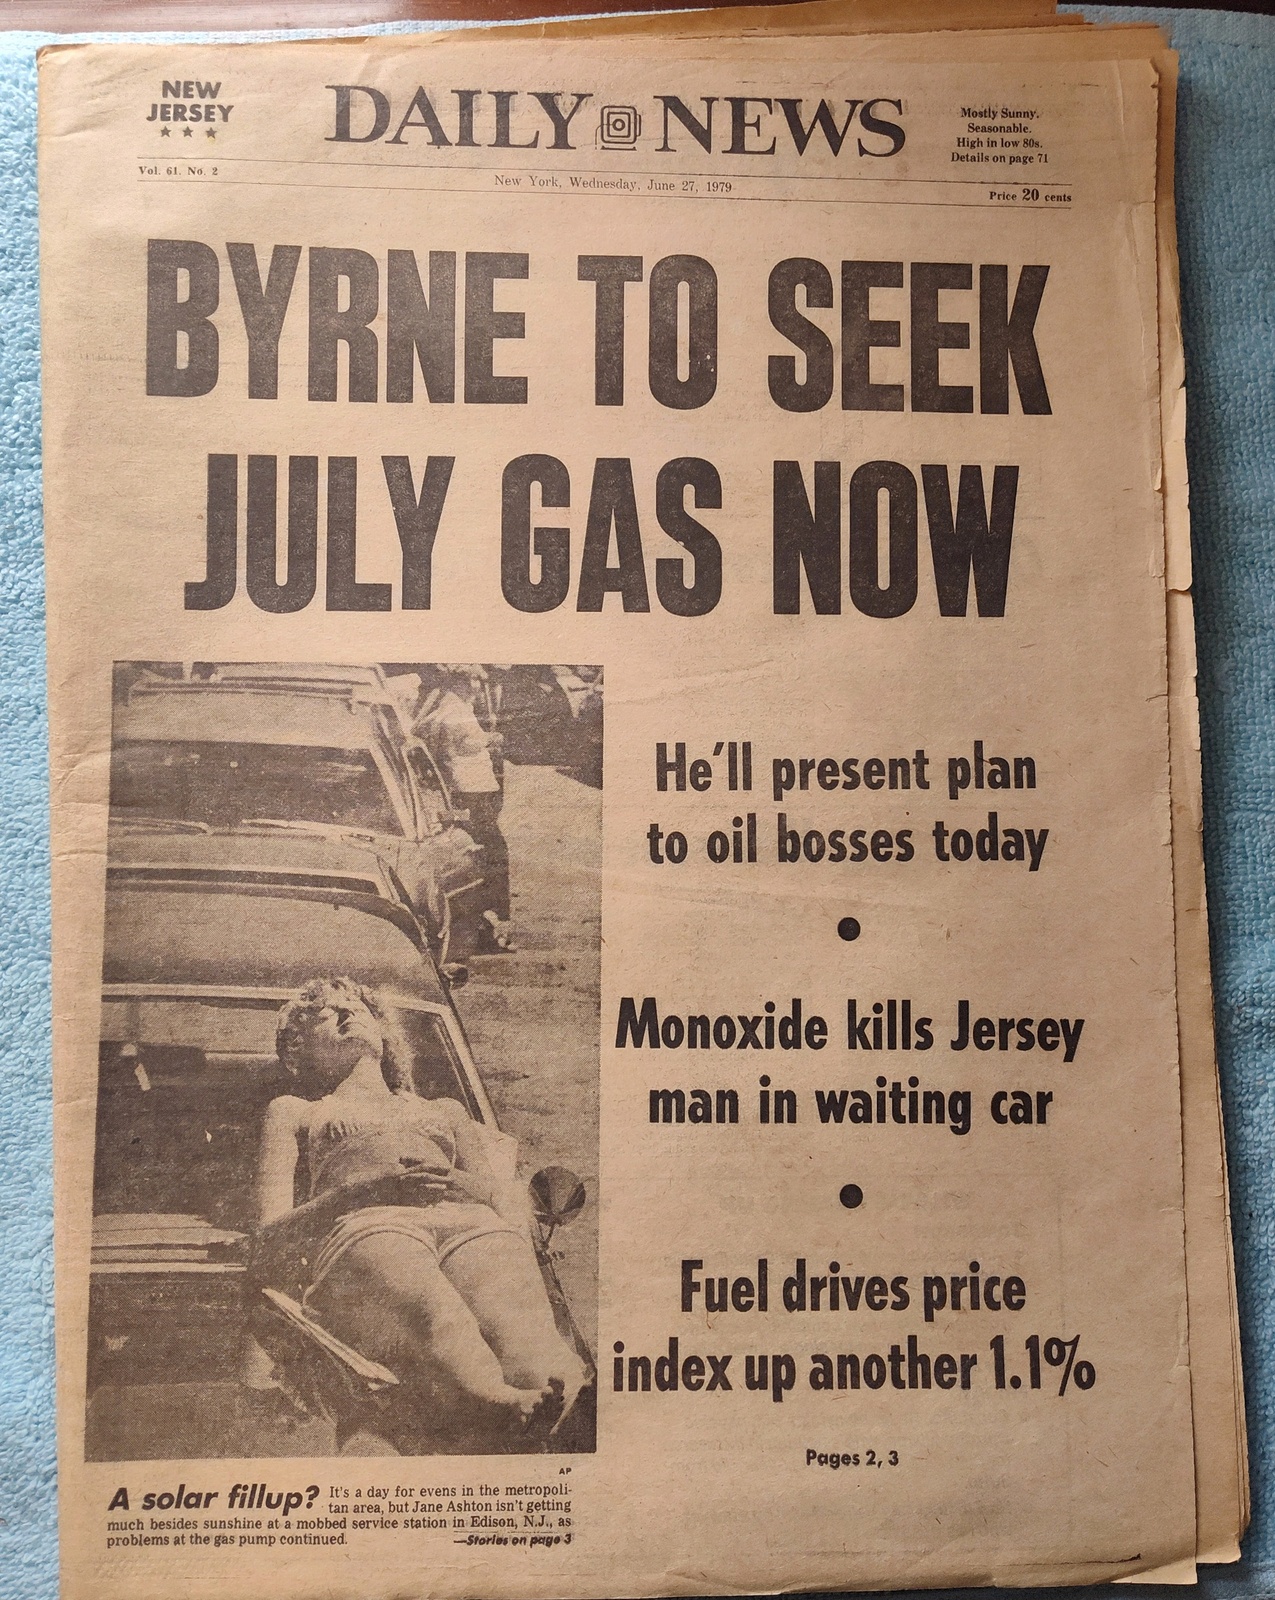 NEW
JERSEY
★ ★ ★
DAILY NEWS
Mostly Sunny.
Seasonable.
High in low 80s.
Details on page 71
Vol. 61. No. 2
New York, Wednesday, June 27, 1979
Price 20 cents
BYRNE TO SEEK
JULY GAS NOW
He'll present plan
to oil bosses today
●
Monoxide kills Jersey
man in waiting car
●
Fuel drives price
index up another 1.1%
Pages 2, 3
AP
A solar fillup? It's a day for evens in the metropoli-
tan area, but Jane Ashton isn't getting
much besides sunshine at a mobbed service station in Edison, N.J., as
problems at the gas pump continued. —Stories on page 3